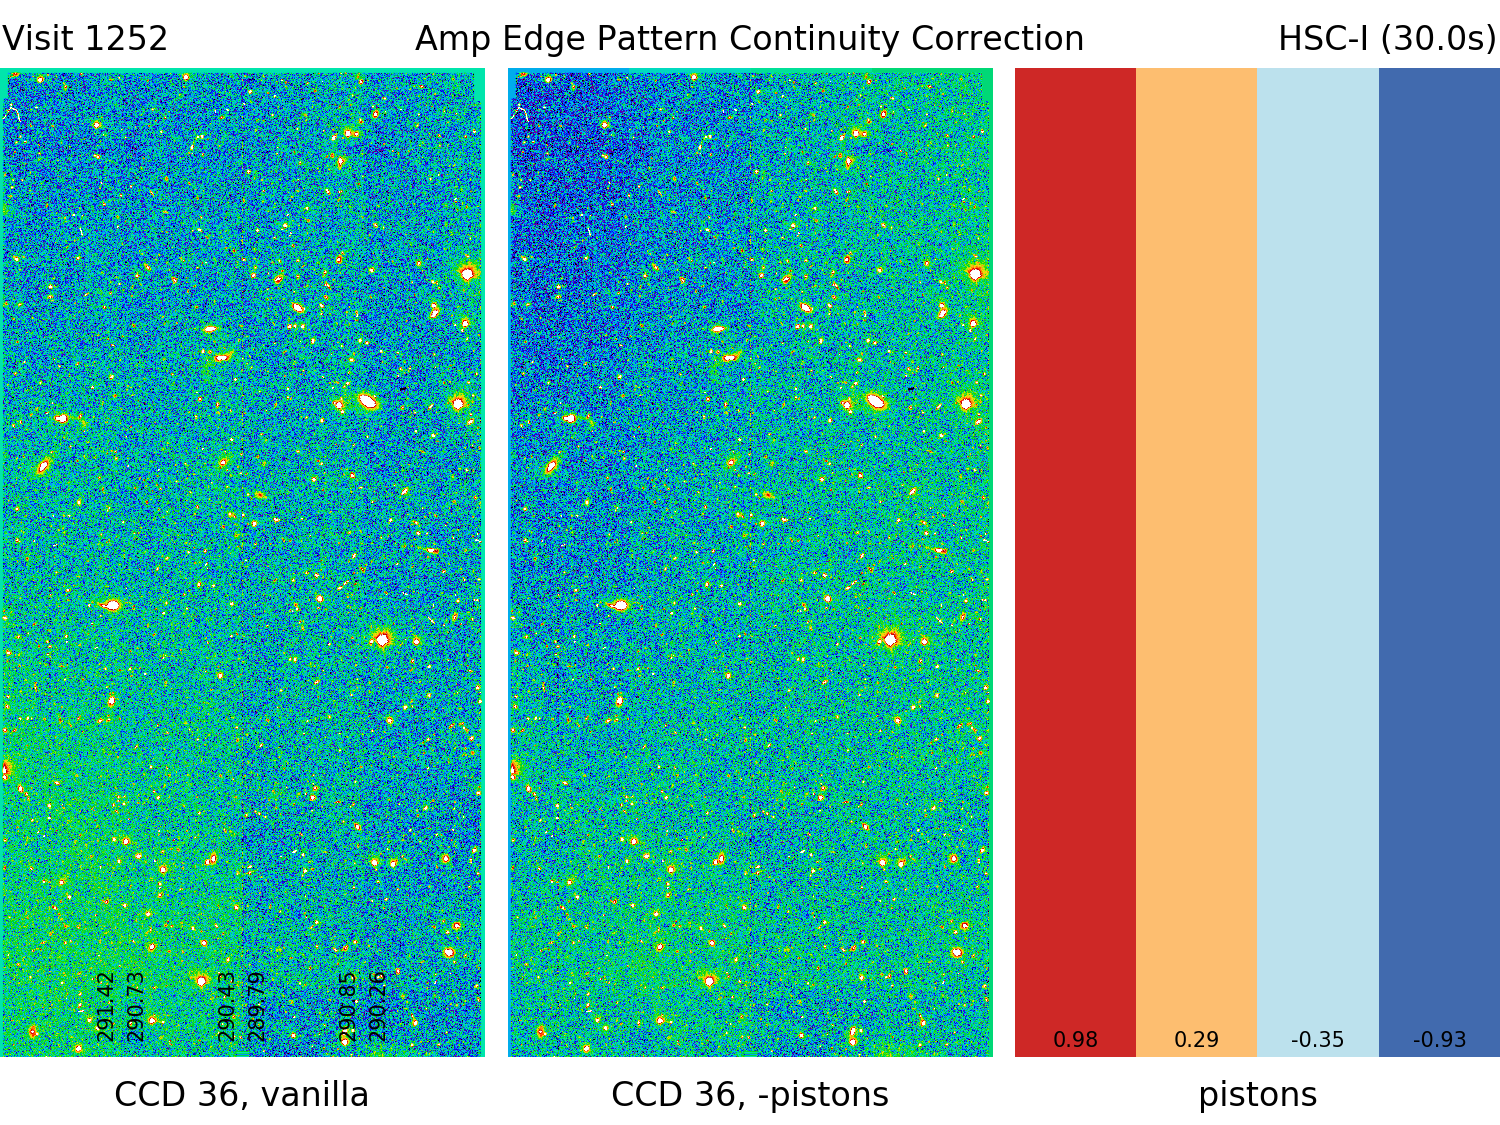 Visit 1252 Amp Edge Pattern Continuity Correction HSC-I (30.0s)
291.42
290.73
290.43
289.79
290.85
290.26
0.98 0.29 -0.35 -0.93
CCD 36, vanilla CCD 36, -pistons pistons